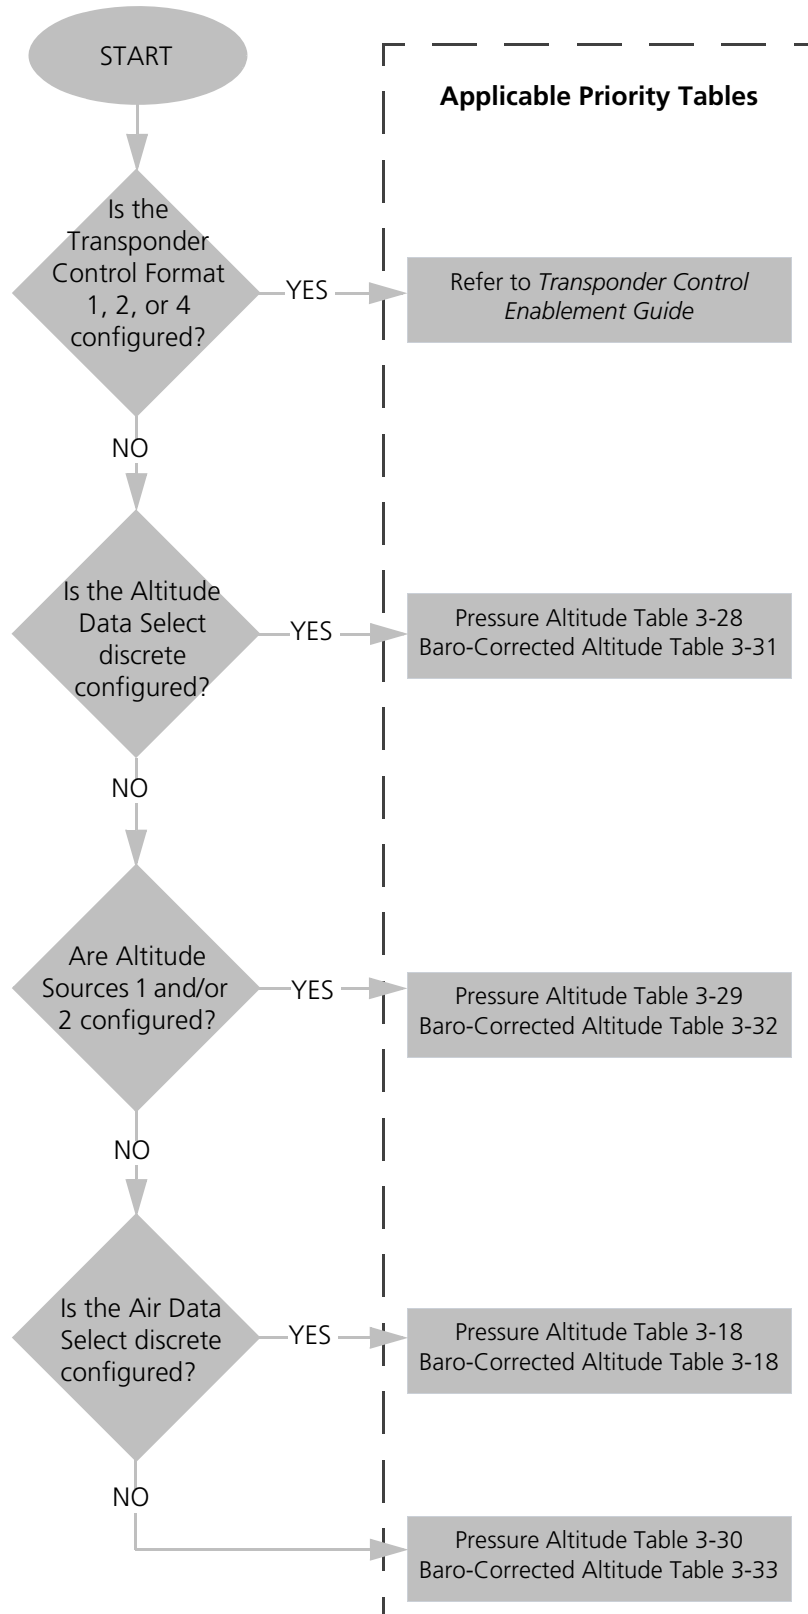 START
Applicable Priority Tables
Is the
Transponder
Control Format
1, 2, or 4
configured?
YES
Refer to Transponder Control
Enablement Guide
NO
Is the Altitude
Data Select
discrete
configured?
YES
Pressure Altitude Table 3-28
Baro-Corrected Altitude Table 3-31
NO
Are Altitude
Sources 1 and/or
2 configured?
YES
Pressure Altitude Table 3-29
Baro-Corrected Altitude Table 3-32
NO
Is the Air Data
Select discrete
configured?
YES
Pressure Altitude Table 3-18
Baro-Corrected Altitude Table 3-18
NO
Pressure Altitude Table 3-30
Baro-Corrected Altitude Table 3-33